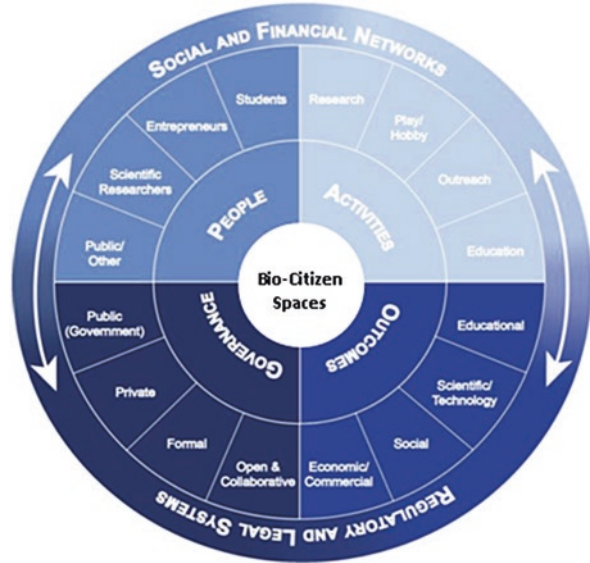 SOCIAL AND FINANCIAL NETWORKS
Students
Research
Entrepreneurs
Play/
Hobby
Scientific
Researchers
Outreach
PEOPLE
ACTIVITIES
Public/
Other
Education
Bio-Citizen
Spaces
Public
(Government)
Educational
GOVERNANCE
OUTCOMES
Private
Scientific/
Technology
Formal
Social
Open &
Collaborative
Economic/
Commercial
REGULATORY AND LEGAL SYSTEMS